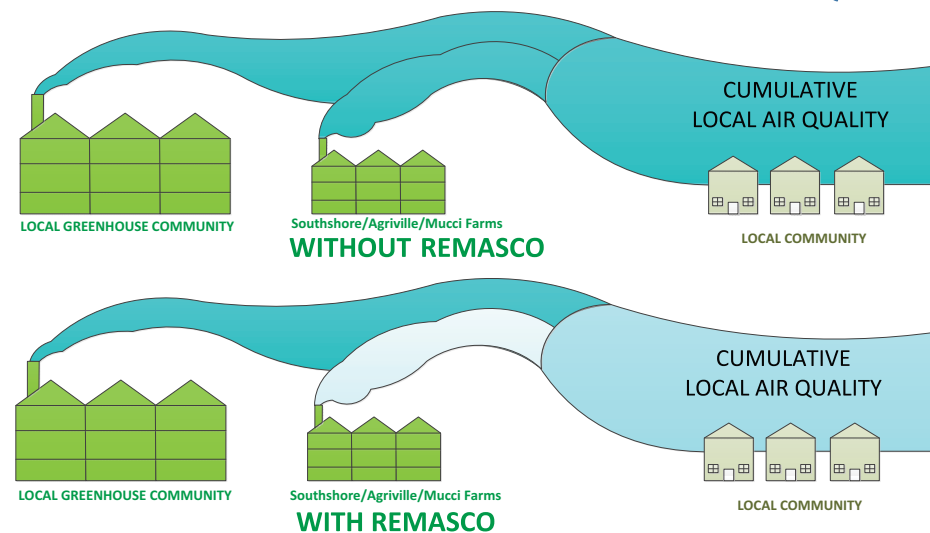 CUMULATIVE
LOCAL AIR QUALITY
LOCAL GREENHOUSE COMMUNITY
Southshore/Agriville/Mucci Farms
WITHOUT REMASCO
LOCAL COMMUNITY
CUMULATIVE
LOCAL AIR QUALITY
LOCAL GREENHOUSE COMMUNITY
Southshore/Agriville/Mucci Farms
WITH REMASCO
LOCAL COMMUNITY